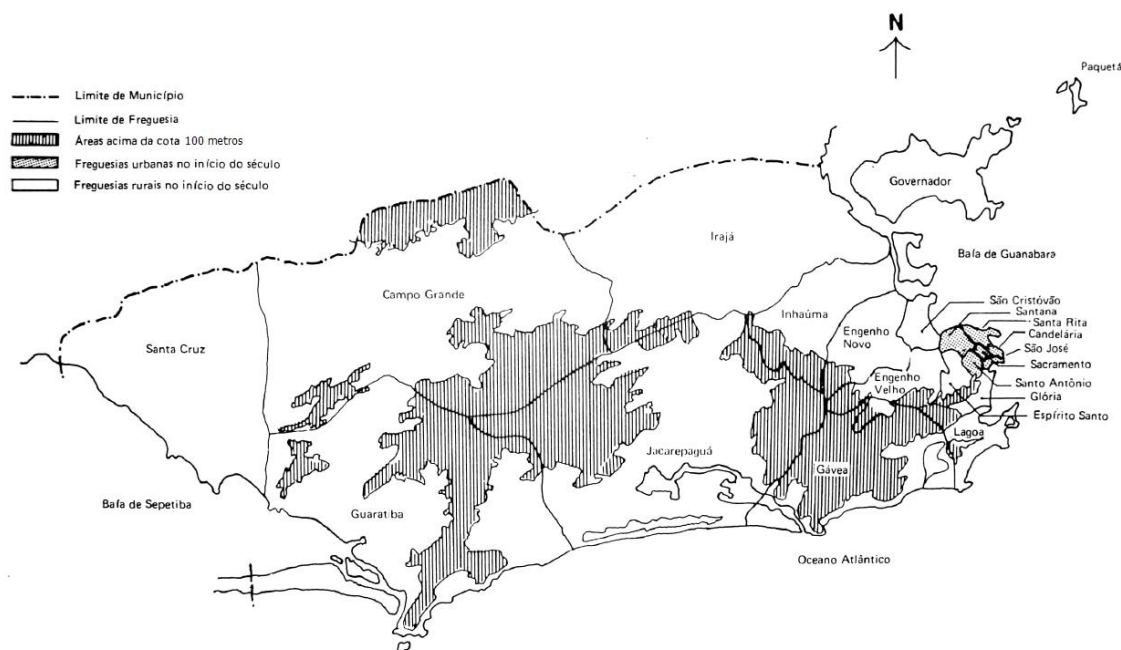 N
Paquetá
Limite de Município
Limite de Freguesia
Áreas acima da cota 100 metros
Freguesias urbanas no início do século
Freguesias rurais no início do século
Governador
Irajá
Baía de Guanabara
Campo Grande
São Cristóvão
Santana
Inhaúma
Santa Rita
Candelária
Engenho
Novo
Santa Cruz
São José
Sacramento
Engenho
Velho
Santo Antônio
Glória
Espírito Santo
Lagoa
Jacarepaguá
Gávea
Baía de Sepetiba
Guaratiba
Oceano Atlântico